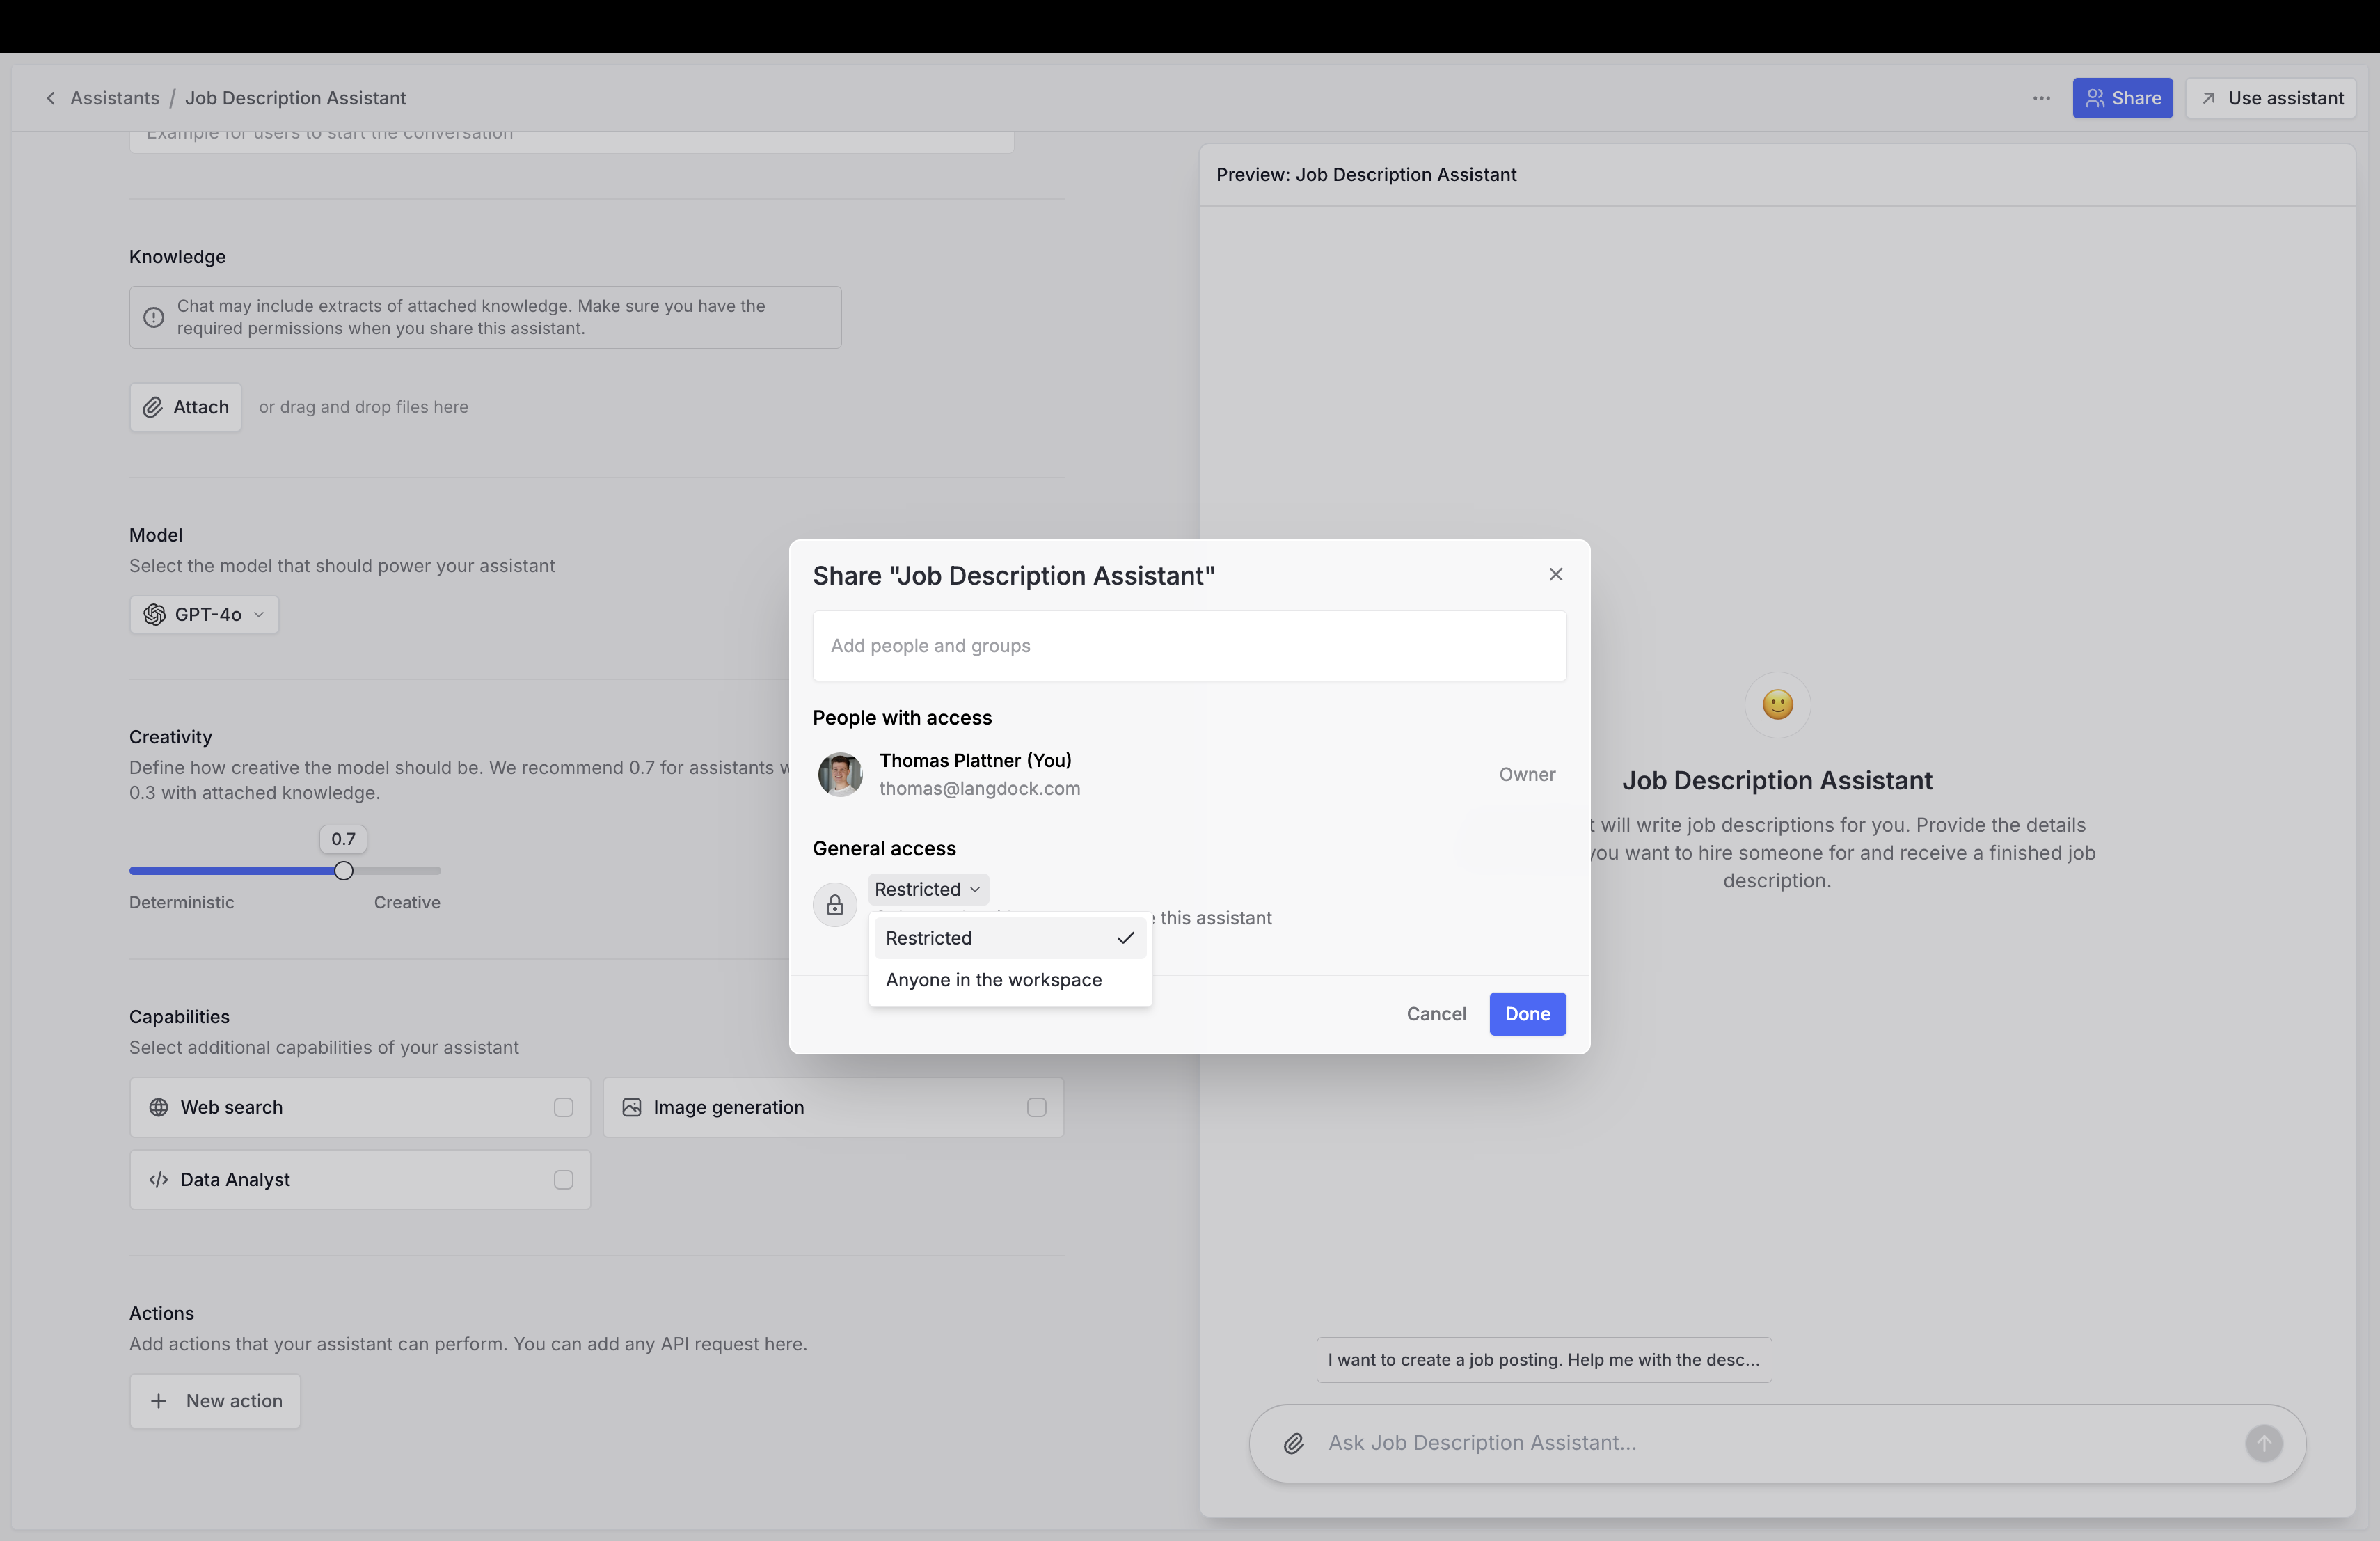 Assistants / Job Description Assistant
Share
Use assistant
Example for users to start the conversation
Knowledge
Chat may include extracts of attached knowledge. Make sure you have the
required permissions when you share this assistant.
Attach
or drag and drop files here
Model
Select the model that should power your assistant
GPT-4o
Creativity
Define how creative the model should be. We recommend 0.7 for assistants
0.3 with attached knowledge.
0.7
Deterministic
Creative
Capabilities
Select additional capabilities of your assistant
Web search
Image generation
Data Analyst
Actions
Add actions that your assistant can perform. You can add any API request here.
New action
Share "Job Description Assistant"
Add people and groups
People with access
Thomas Plattner (You)
thomas@langdock.com
Owner
General access
Restricted
this assistant
Restricted
Anyone in the workspace
Cancel
Done
Preview: Job Description Assistant
Job Description Assistant
will write job descriptions for you. Provide the details
you want to hire someone for and receive a finished job
description.
I want to create a job posting. Help me with the desc...
Ask Job Description Assistant...